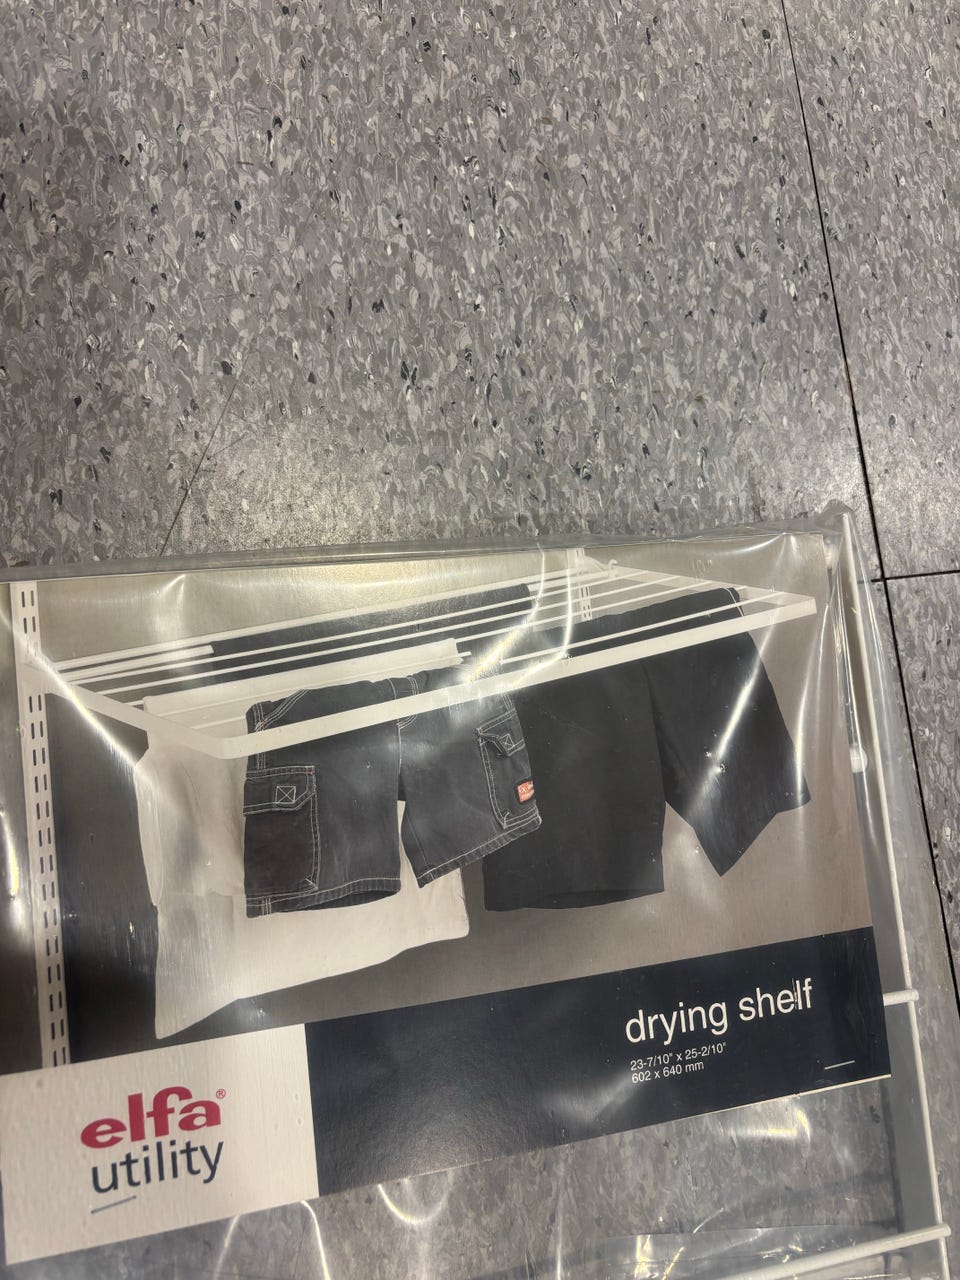 drying shelf
23-7/10" x 25-2/10"
602 x 640 mm
elfa®
utility